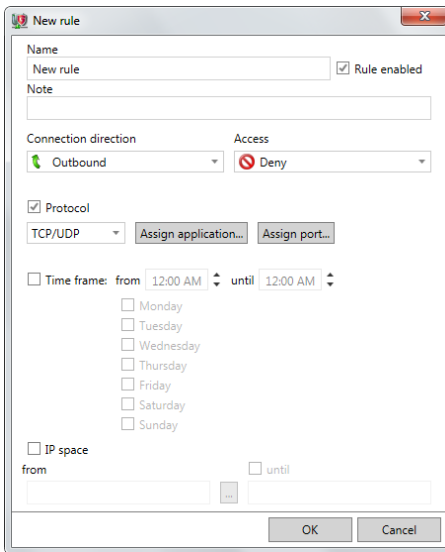 New rule
Name
New rule
Rule enabled
Note
Connection direction
Access
Outbound
Deny
Protocol
TCP/UDP
Assign application...
Assign port...
Time frame: from 12:00 AM until 12:00 AM
Monday
Tuesday
Wednesday
Thursday
Friday
Saturday
Sunday
IP space
from
until
...
OK
Cancel